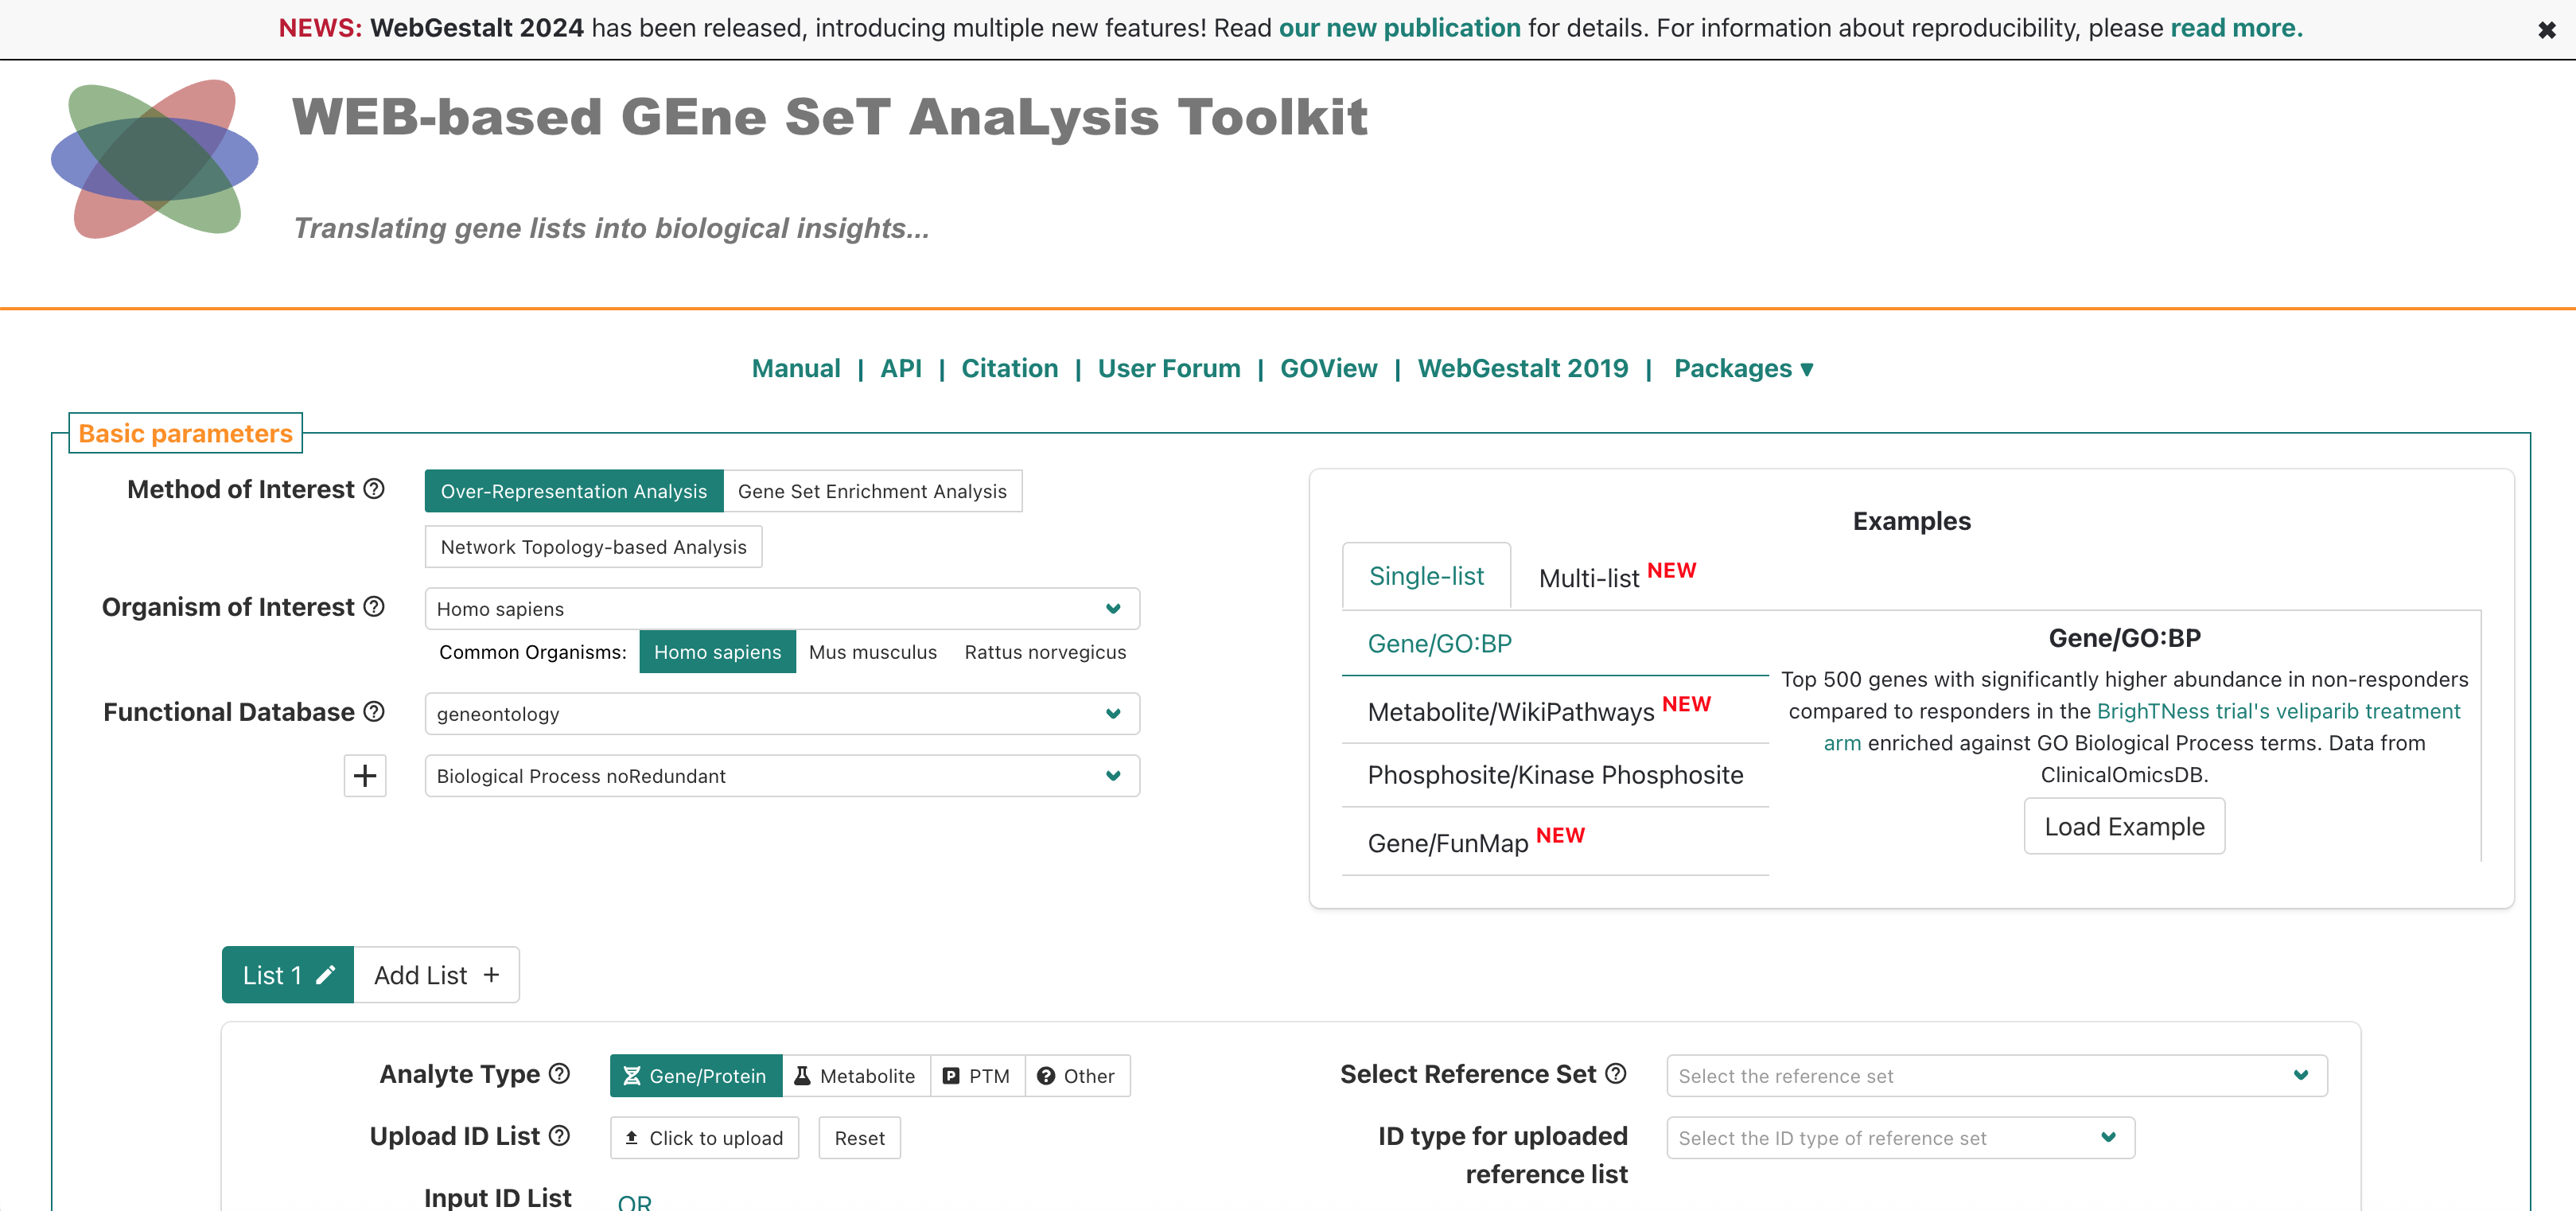 NEWS: WebGestalt 2024 has been released, introducing multiple new features! Read our new publication for details. For information about reproducibility, please read more.
WEB-based GEne SeT AnaLysis Toolkit
Translating gene lists into biological insights...
Manual | API | Citation | User Forum | GOView | WebGestalt 2019 | Packages
Basic parameters
Method of Interest
Over-Representation Analysis
Gene Set Enrichment Analysis
Network Topology-based Analysis
Organism of Interest
Homo sapiens
Common Organisms: Homo sapiens Mus musculus Rattus norvegicus
Functional Database
geneontology
Biological Process noRedundant
Examples
Single-list
Multi-list NEW
Gene/GO:BP
Metabolite/WikiPathways NEW
Phosphosite/Kinase Phosphosite
Gene/FunMap NEW
Gene/GO:BP
Top 500 genes with significantly higher abundance in non-responders
compared to responders in the BrighTNess trial's veliparib treatment
arm enriched against GO Biological Process terms. Data from
ClinicalOmicsDB.
Load Example
List 1
Add List +
Analyte Type
Gene/Protein
Metabolite
P PTM
Other
Upload ID List
Click to upload
Reset
Input ID List
OR
Select Reference Set
Select the reference set
ID type for uploaded
reference list
Select the ID type of reference set